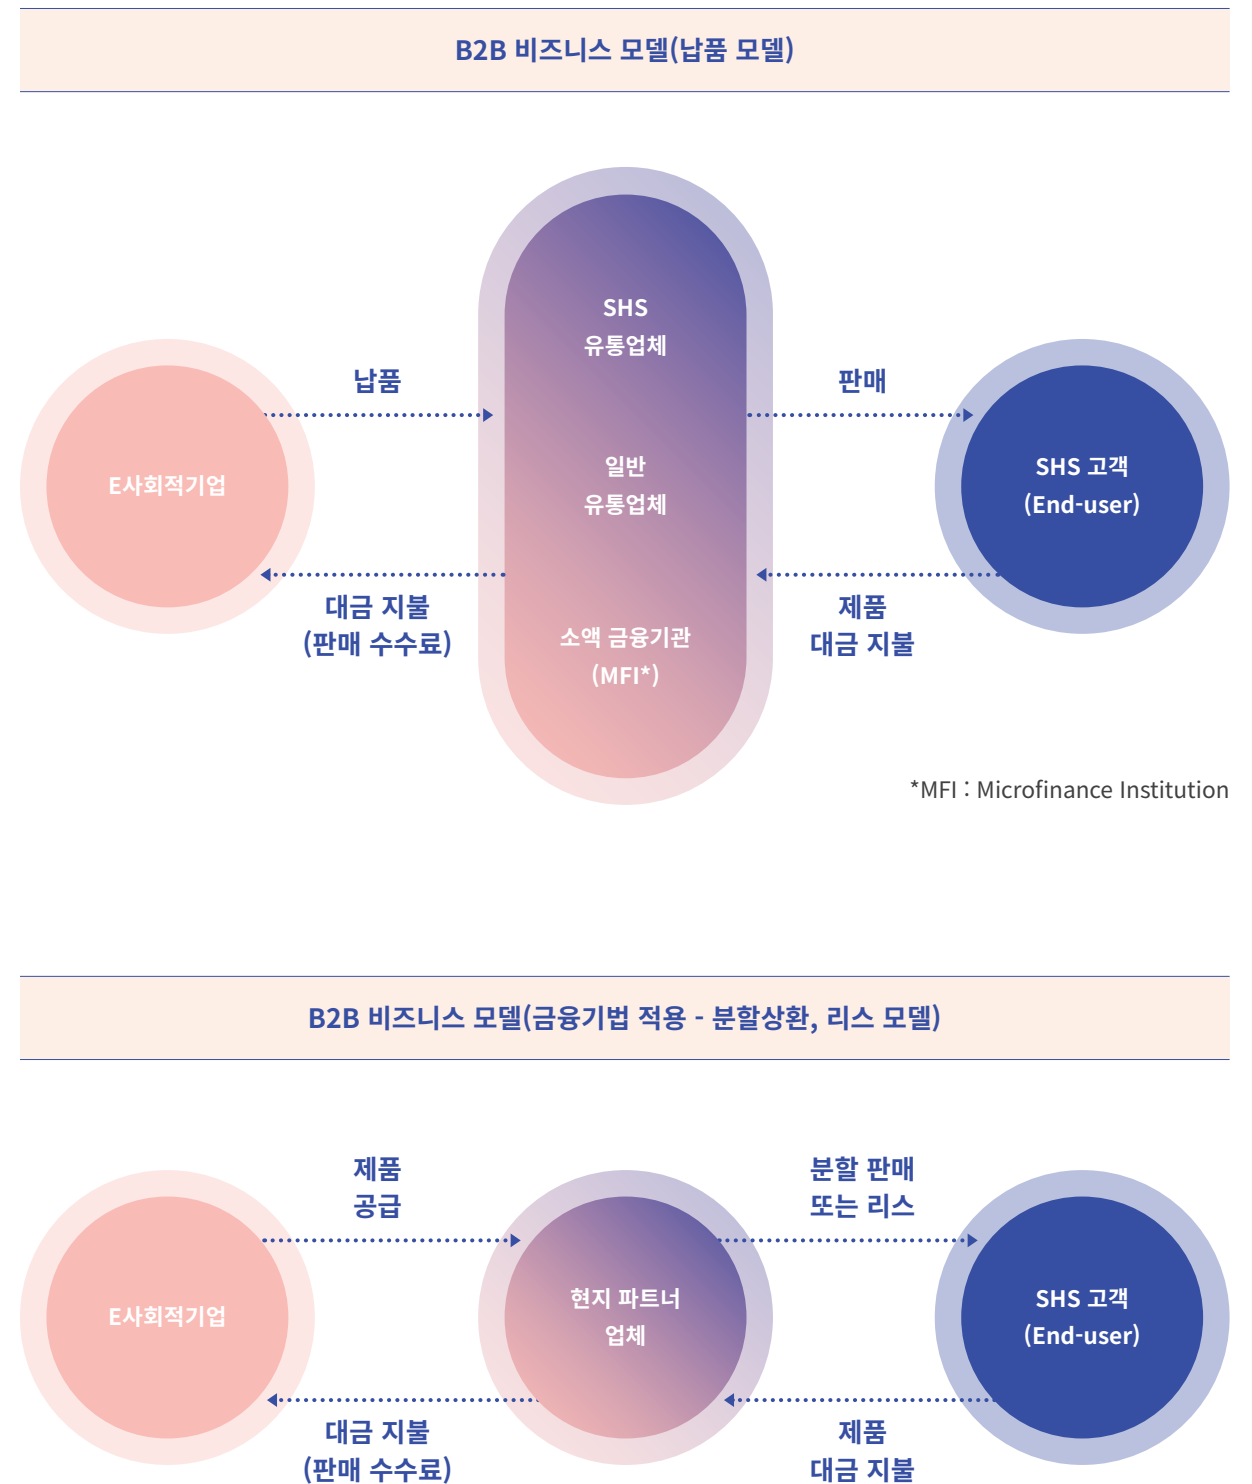 B2B 비즈니스 모델(납품 모델)
SHS
유통업체
납품
판매
일반
유통업체
E사회적기업
SHS 고객
(End-user)
대금 지불
(판매 수수료)
소액 금융기관
(MFI*)
제품
대금 지불
*MFI : Microfinance Institution
B2B 비즈니스 모델(금융기법 적용 - 분할상환, 리스 모델)
제품
공급
분할 판매
또는 리스
E사회적기업
현지 파트너
업체
SHS 고객
(End-user)
대금 지불
(판매 수수료)
제품
대금 지불